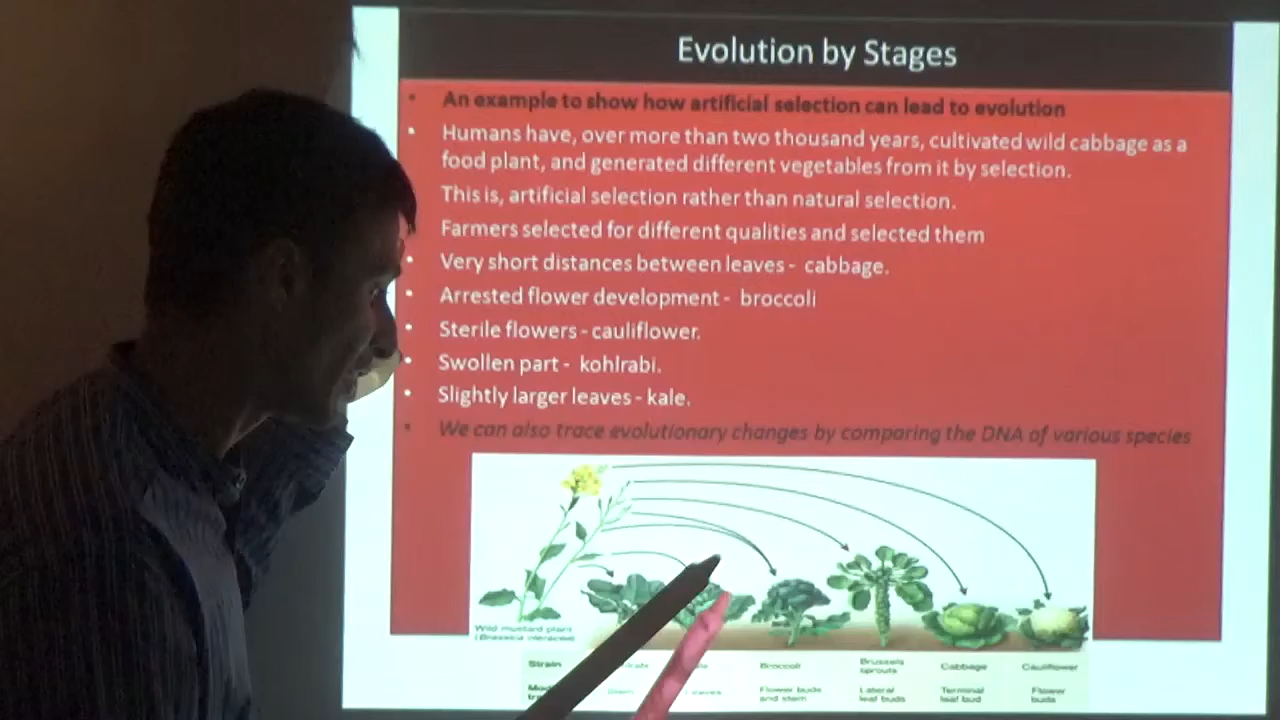 Evolution by Stages
• An example to show how artificial selection can lead to evolution
• Humans have, over more than two thousand years, cultivated wild cabbage as a
food plant, and generated different vegetables from it by selection.
This is, artificial selection rather than natural selection.
Farmers selected for different qualities and selected them
• Very short distances between leaves - cabbage.
• Arrested flower development - broccoli
• Sterile flowers - cauliflower.
• Swollen part - kohlrabi.
• Slightly larger leaves - kale.
• We can also trace evolutionary changes by comparing the DNA of various species
Wild mustard plant
Strain Broccoli Brussels sprouts Cabbage Cauliflower
Stem Leaves Flower buds and stem Lateral leaf buds Terminal leaf bud Flower buds